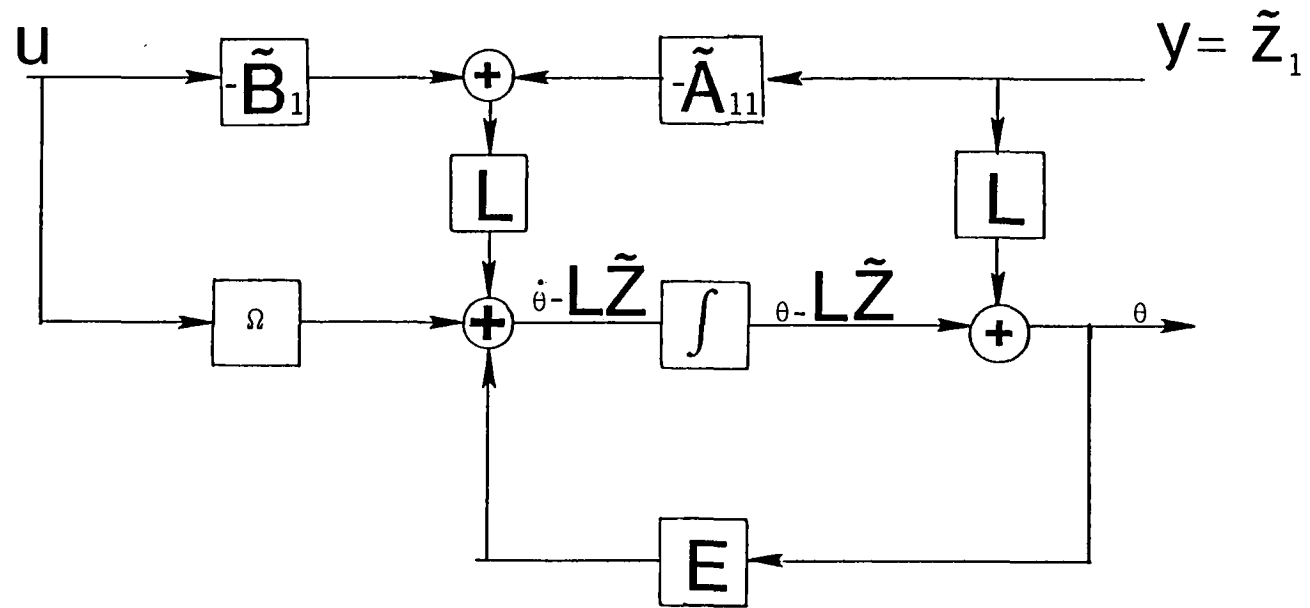 u
-B̃₁
+
-Ã₁₁
y = z̃₁
L
L
Ω
+
θ̇-LZ̃
∫
θ-LZ̃
+
θ
E